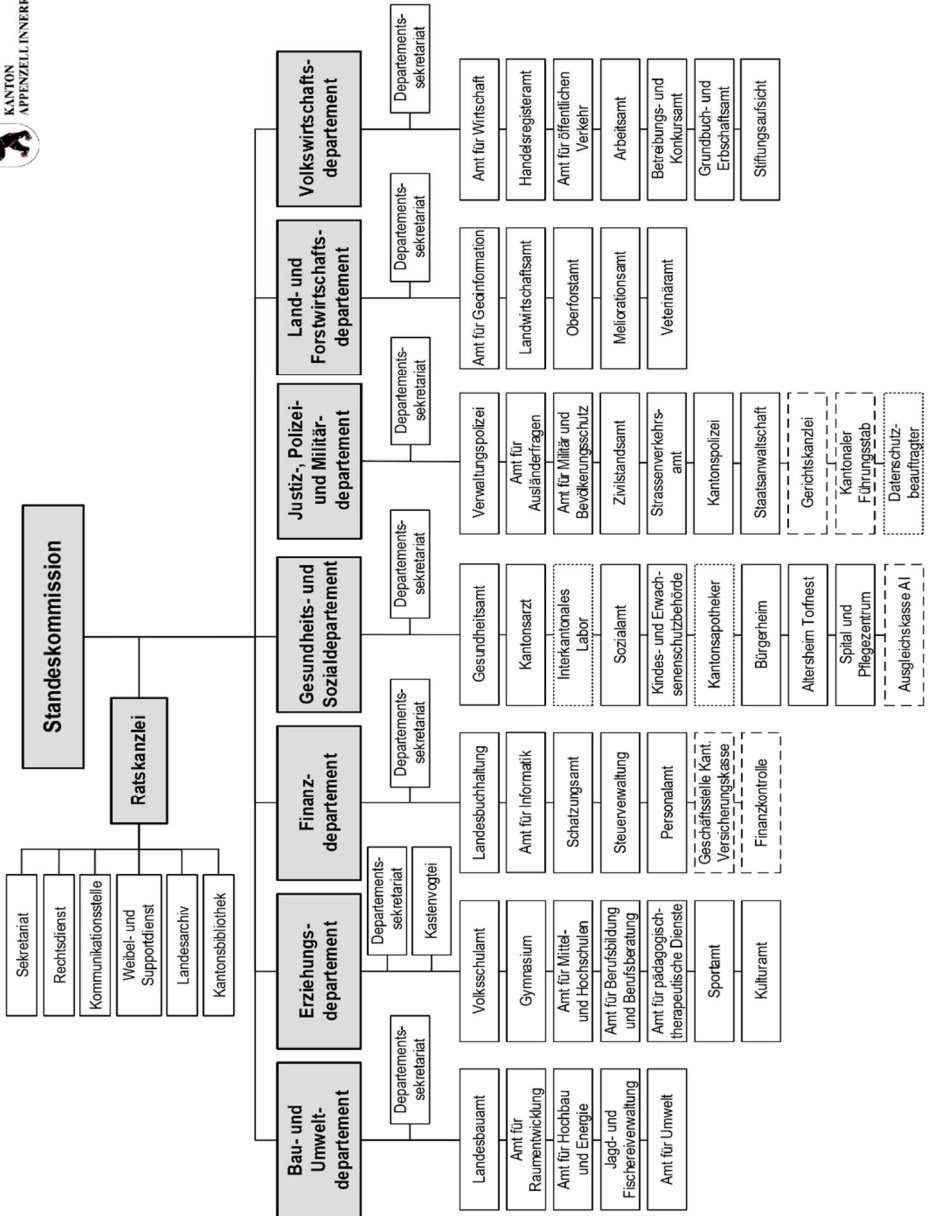 KANTON
Standeskommission
Ratskanzlei
Sekretariat
Rechtsdienst
Kommunikationsstelle
Weibel- und
Supportdienst
Landesarchiv
Kantonsbibliothek
Bau- und
Umwelt-
departement
Departements-
sekretariat
Landesbauamt
Amt für
Raumentwicklung
Amt für Hochbau
und Energie
Jagd- und
Fischereiverwaltung
Amt für Umwelt
Erziehungs-
departement
Departements-
sekretariat
Kastenvogtei
Volksschulamt
Gymnasium
Amt für Mittel-
und Hochschulen
Amt für Berufsbildung
und Berufsberatung
Amt für pädagogisch-
therapeutische Dienste
Sportamt
Kulturamt
Finanz-
departement
Departements-
sekretariat
Landesbuchhaltung
Amt für Informatik
Schatzungsamt
Steuerverwaltung
Personalamt
Geschäftsstelle Kant.
Versicherungskasse
Finanzkontrolle
Gesundheits- und
Sozialdepartement
Departements-
sekretariat
Gesundheitsamt
Kantonsarzt
Interkantonales
Labor
Sozialamt
Kindes- und Erwach-
senenschutzbehörde
Kantonsapotheker
Bürgerheim
Altersheim Torfnest
Spital und
Pflegezentrum
Ausgleichskasse AI
Justiz-, Polizei-
und Militär-
departement
Departements-
sekretariat
Verwaltungspolizei
Amt für
Ausländerfragen
Amt für Militär und
Bevölkerungsschutz
Zivilstandsamt
Strassenverkehrs-
amt
Kantonspolizei
Staatsanwaltschaft
Gerichtskanzlei
Kantonaler
Führungsstab
Datenschutz-
beauftragter
Land- und
Forstwirtschafts-
departement
Departements-
sekretariat
Amt für Geoinformation
Landwirtschaftsamt
Oberforstamt
Meliorationsamt
Veterinäramt
Volkswirtschafts-
departement
Departements-
sekretariat
Amt für Wirtschaft
Handelsregisteramt
Amt für öffentlichen
Verkehr
Arbeitsamt
Betreibungs- und
Konkursamt
Grundbuch- und
Erbschaftsamt
Stiftungsaufsicht
APPENZELL